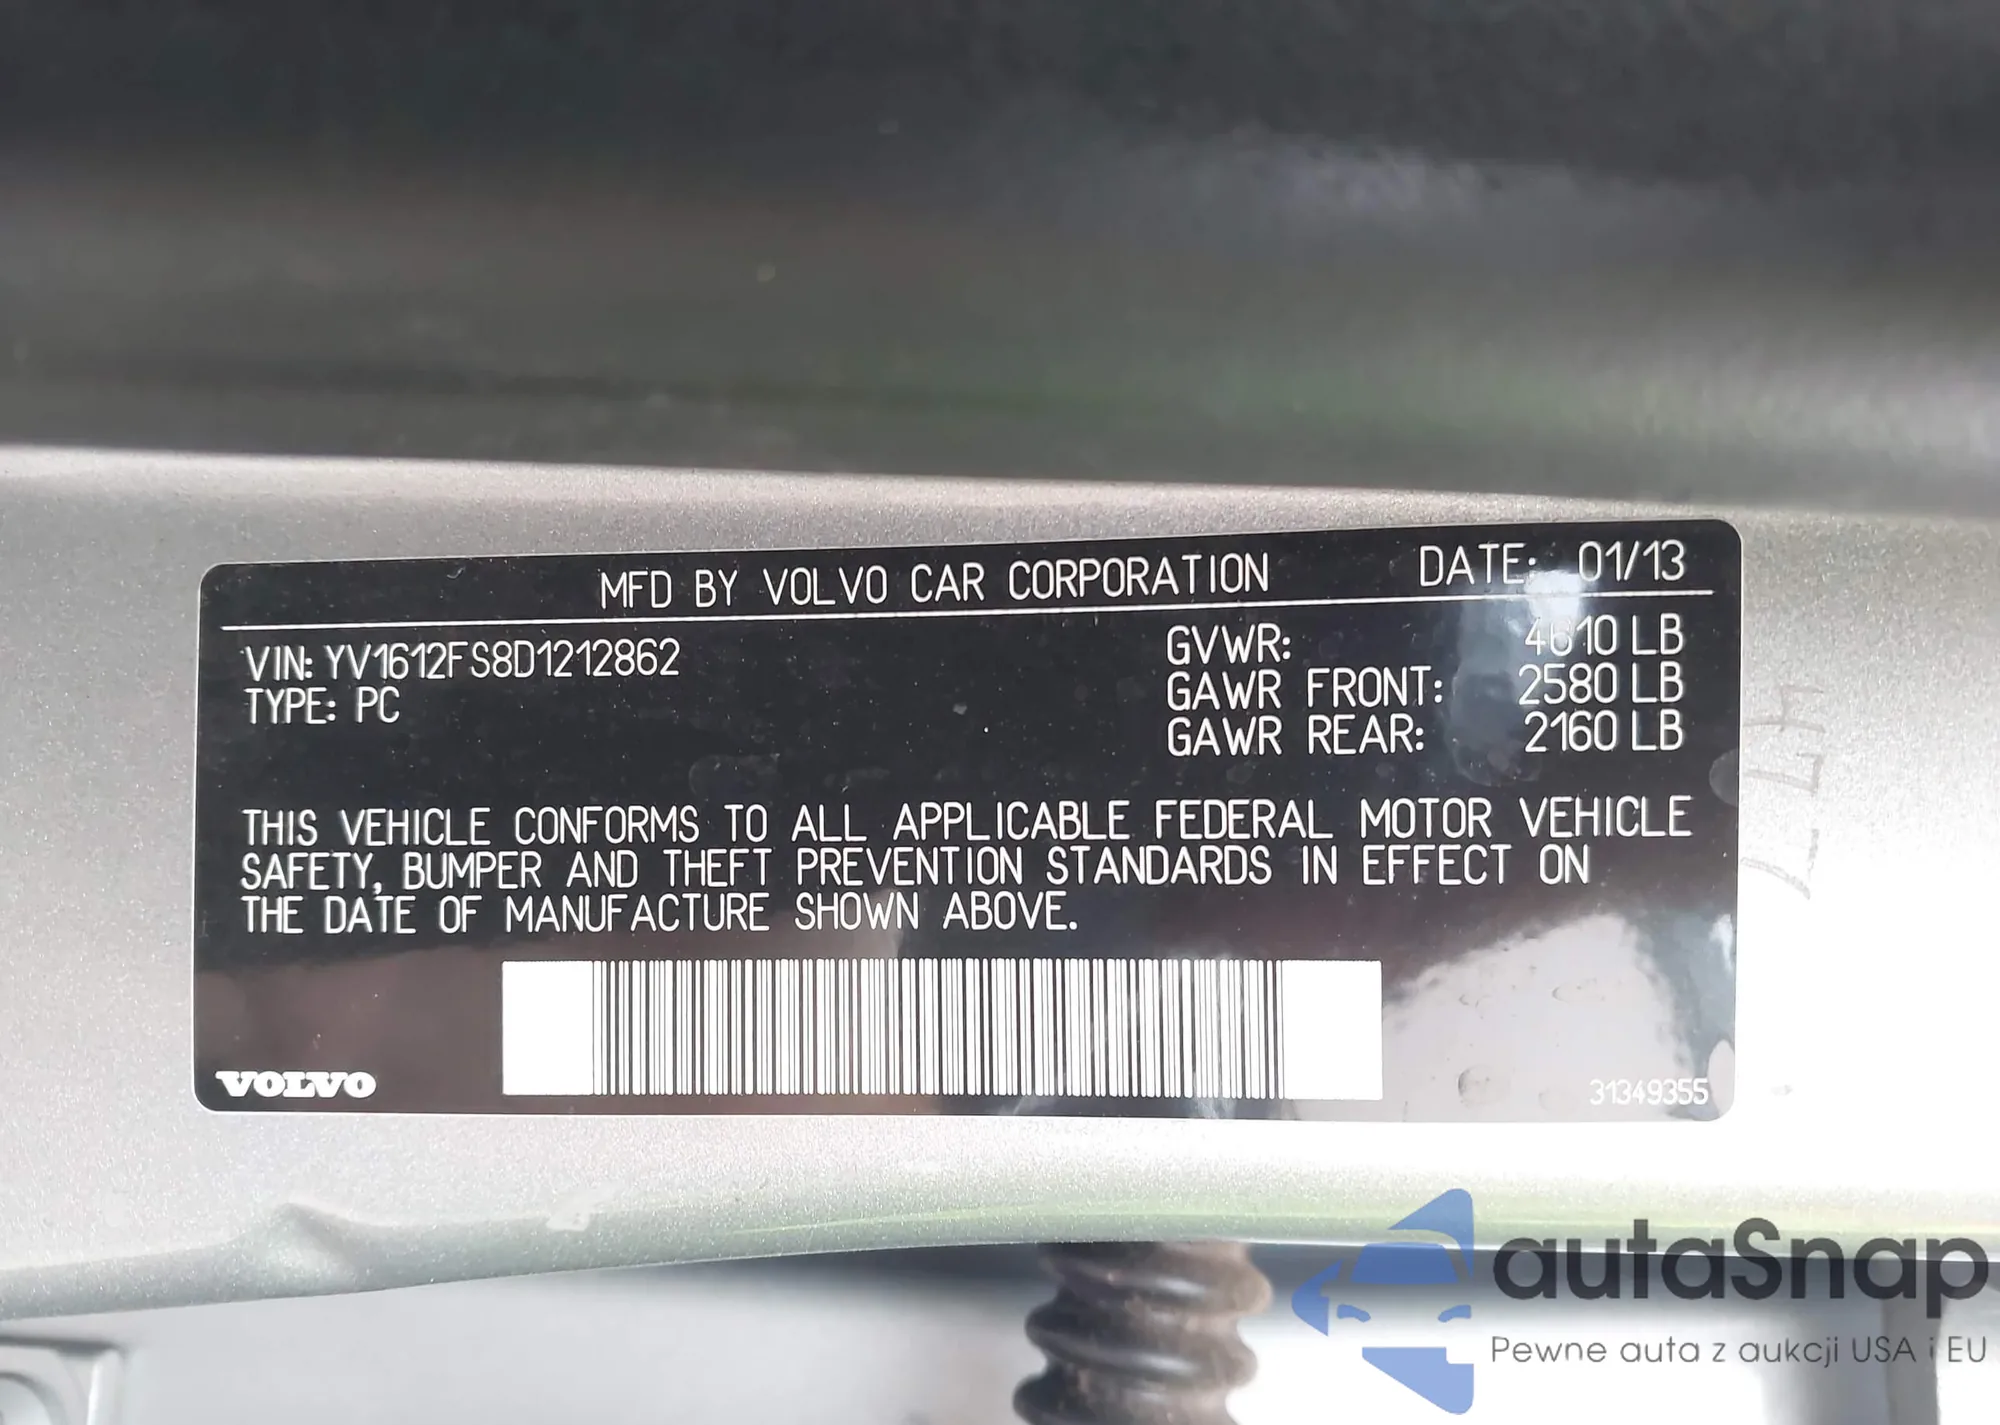 MFD BY VOLVO CAR CORPORATION DATE: 01/13
VIN: YV1612FS8D1212862 GVWR: 4610 LB
TYPE: PC GAWR FRONT: 2580 LB
GAWR REAR: 2160 LB
THIS VEHICLE CONFORMS TO ALL APPLICABLE FEDERAL MOTOR VEHICLE
SAFETY, BUMPER AND THEFT PREVENTION STANDARDS IN EFFECT ON
THE DATE OF MANUFACTURE SHOWN ABOVE.
VOLVO
31349355
autaSnap
Pewne auta z aukcji USA i EU